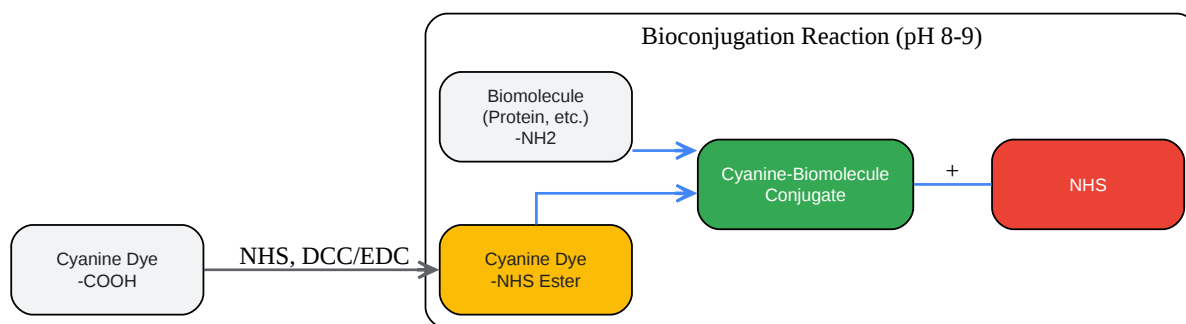 Bioconjugation Reaction (pH 8-9)
Biomolecule
(Protein, etc.)
-NH2
Cyanine-Biomolecule
Conjugate
+
NHS
Cyanine Dye
-COOH
NHS, DCC/EDC
Cyanine Dye
-NHS Ester